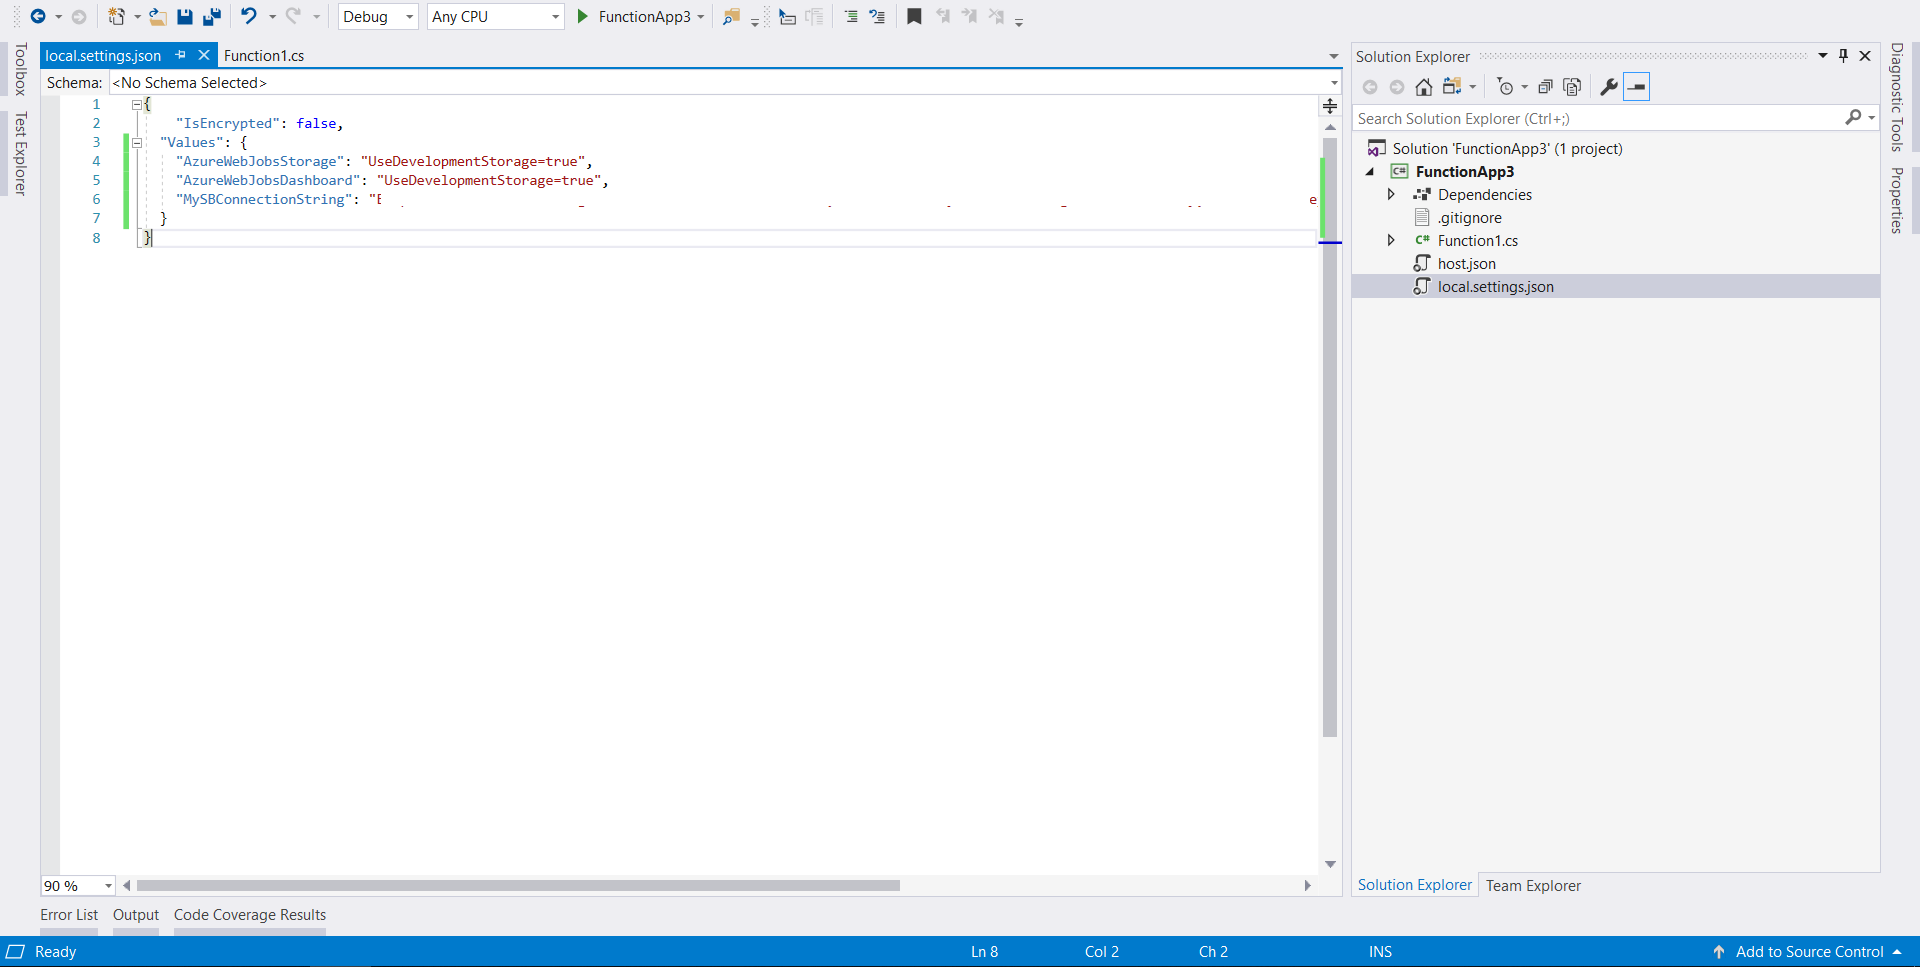 Debug
Any CPU
FunctionApp3
Toolbox
Test Explorer
local.settings.json
Function1.cs
Schema: <No Schema Selected>
1 {
2 "IsEncrypted": false,
3 "Values": {
4 "AzureWebJobsStorage": "UseDevelopmentStorage=true",
5 "AzureWebJobsDashboard": "UseDevelopmentStorage=true",
6 "MySBConnectionString": "
7 }
8 }
90 %
Error List
Output
Code Coverage Results
Solution Explorer
Search Solution Explorer (Ctrl+;)
Solution 'FunctionApp3' (1 project)
C# FunctionApp3
Dependencies
.gitignore
C# Function1.cs
host.json
local.settings.json
Solution Explorer
Team Explorer
Diagnostic Tools
Properties
Ready
Ln 8
Col 2
Ch 2
INS
Add to Source Control